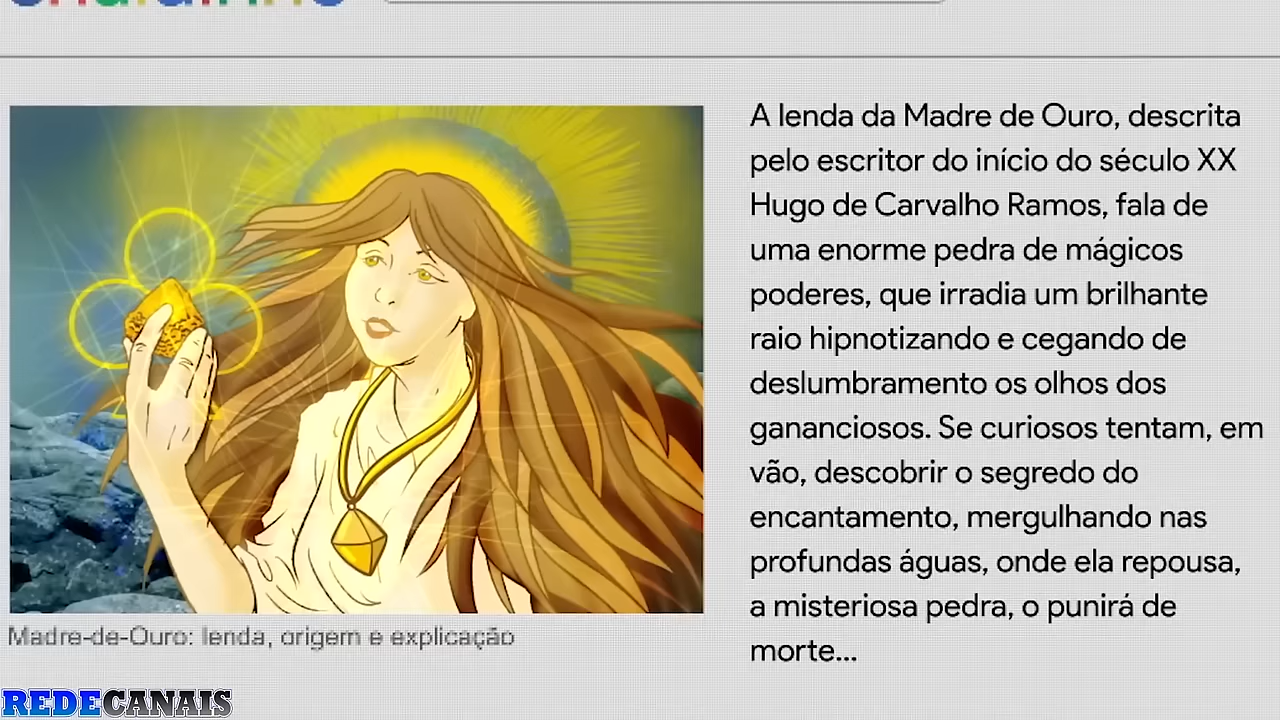 A lenda da Madre de Ouro, descrita
pelo escritor do início do século XX
Hugo de Carvalho Ramos, fala de
uma enorme pedra de mágicos
poderes, que irradia um brilhante
raio hipnotizando e cegando de
deslumbramento os olhos dos
gananciosos. Se curiosos tentam, em
vão, descobrir o segredo do
encantamento, mergulhando nas
profundas águas, onde ela repousa,
a misteriosa pedra, o punirá de
morte...
Madre-de-Ouro: lenda, origem e explicação
REDECANAIS